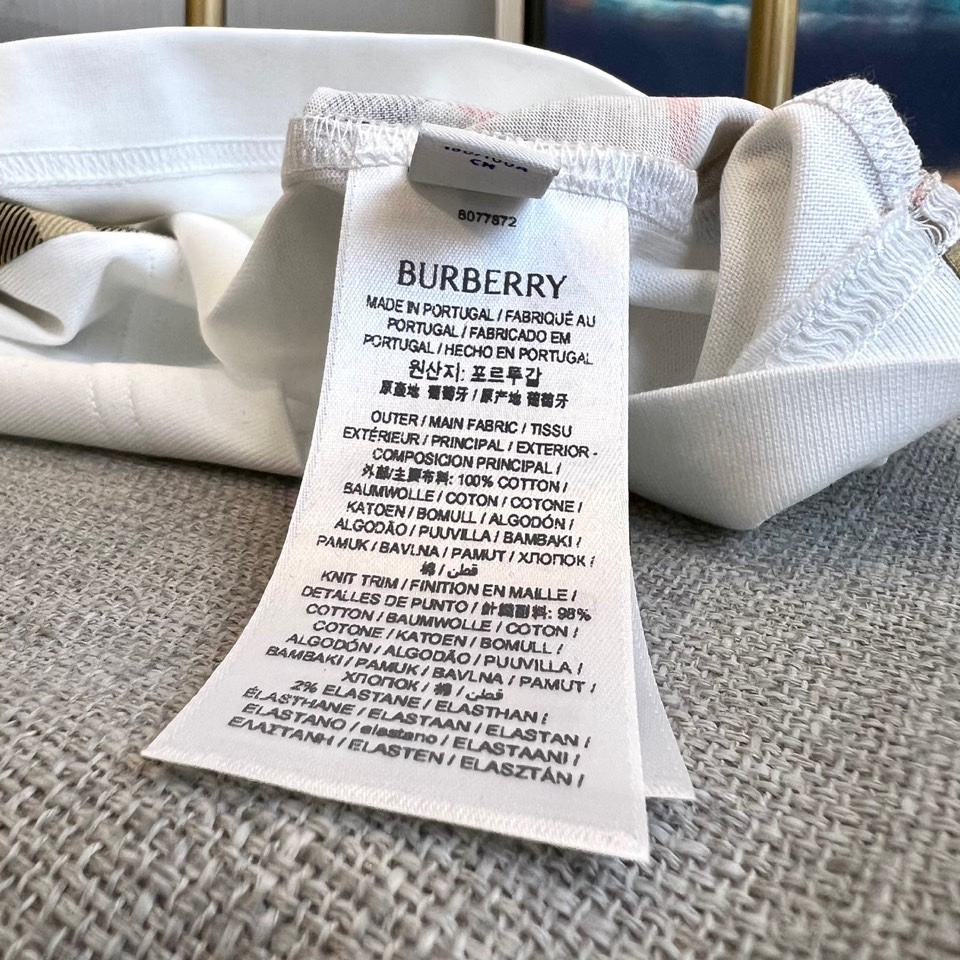 CM
8077872
BURBERRY
MADE IN PORTUGAL / FABRIQUÉ AU
PORTUGAL / FABRICADO EM
PORTUGAL / HECHO EN PORTUGAL
원산지: 포르투갈
原產地 葡萄牙 / 原产地 葡萄牙
OUTER / MAIN FABRIC / TISSU
EXTÉRIEUR / PRINCIPAL / EXTERIOR -
COMPOSICION PRINCIPAL /
外部/主要布料: 100% COTTON /
BAUMWOLLE / COTON / COTONE /
KATOEN / BOMULL / ALGODÓN /
ALGODÃO / PUUVILLA / BAMBAKI /
PAMUK / BAVLNA / PAMUT / ХЛОПОК /
棉 / قطن
KNIT TRIM / FINITION EN MAILLE /
DETALLES DE PUNTO / 針織副料: 98%
COTTON / BAUMWOLLE / COTON /
COTONE / KATOEN / BOMULL /
ALGODÓN / ALGODÃO / PUUVILLA /
BAMBAKI / PAMUK / BAVLNA / PAMUT /
ХЛОПОК / 棉 / قطن /
2% ELASTANE / ELASTHAN /
ÉLASTHANE / ELASTAAN / ELASTAN /
ELASTANO / elastano / ELASTAANI /
ΕΛΑΣΤΑΝΗ / ELASTEN / ELASZTÁN /